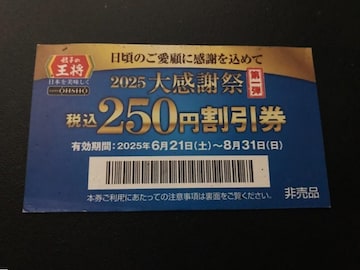 日頃のご愛顧に感謝を込めて
餃子の
王将
日本を美味しく
OHSHO
2025 大感謝祭 第一弾
税込250円割引券
有効期間:2025年6月21日(土)~8月31日(日)
本券ご利用にあたっての注意事項は裏面をご覧ください。
非売品